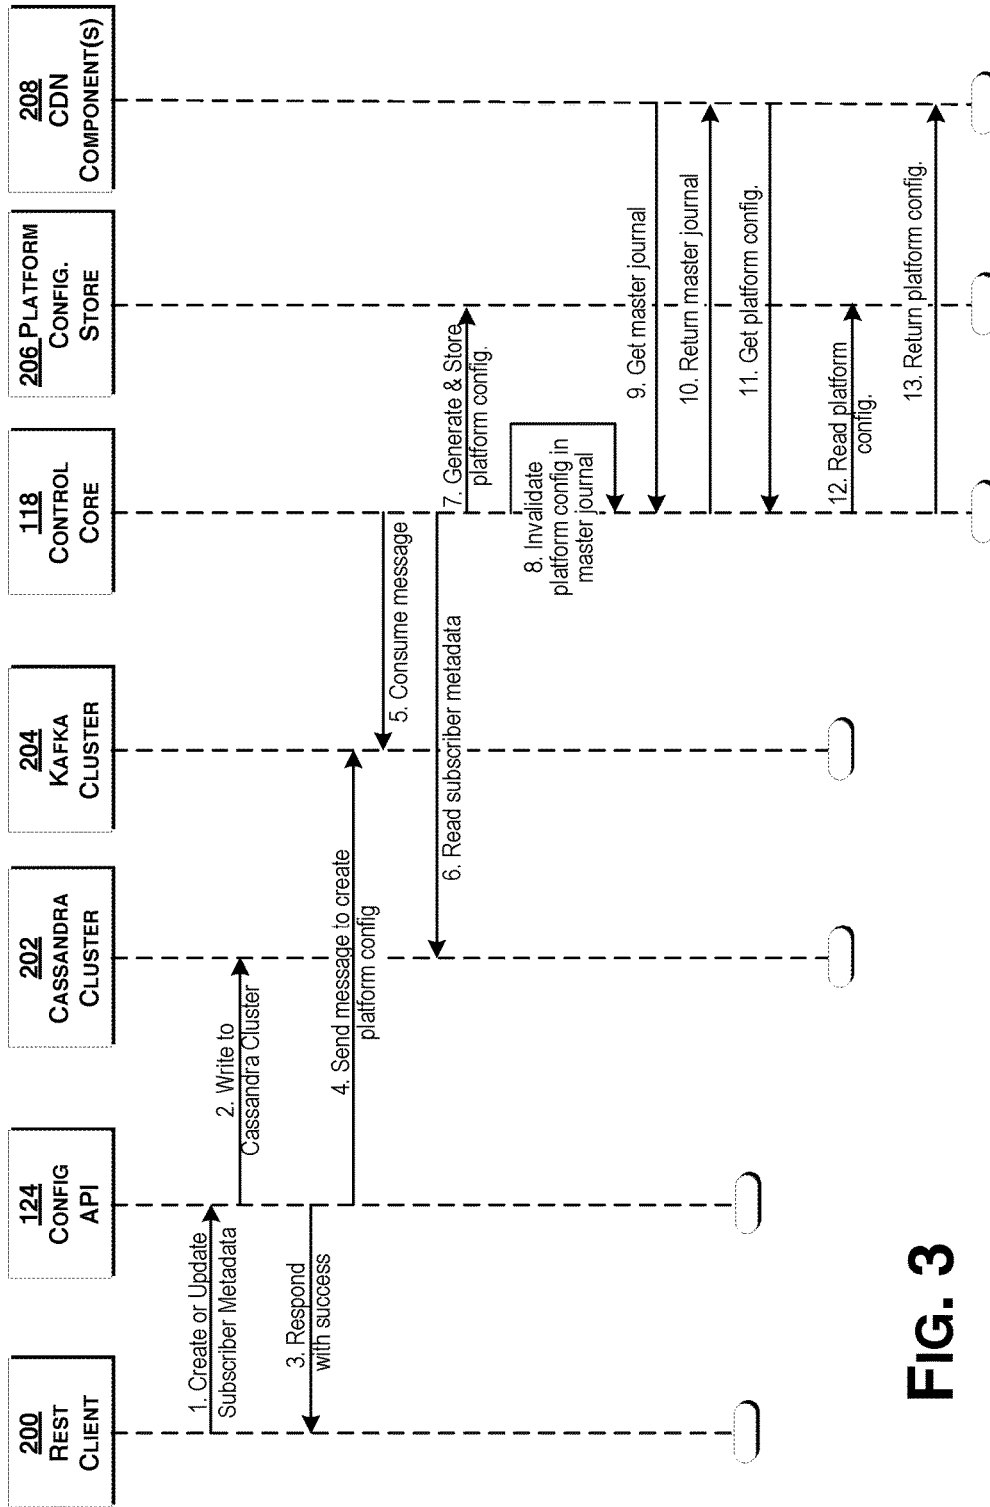 200
REST
CLIENT
124
CONFIG
API
202
CASSANDRA
CLUSTER
204
KAFKA
CLUSTER
118
CONTROL
CORE
206 PLATFORM
CONFIG.
STORE
208
CDN
COMPONENT(S)
1. Create or Update
Subscriber Metadata
2. Write to
Cassandra Cluster
3. Respond
with success
4. Send message to create
platform config
5. Consume message
6. Read subscriber metadata
7. Generate & Store
platform config.
8. Invalidate
platform config in
master journal
9. Get master journal
10. Return master journal
11. Get platform config.
12. Read platform
config.
13. Return platform config.
FIG. 3